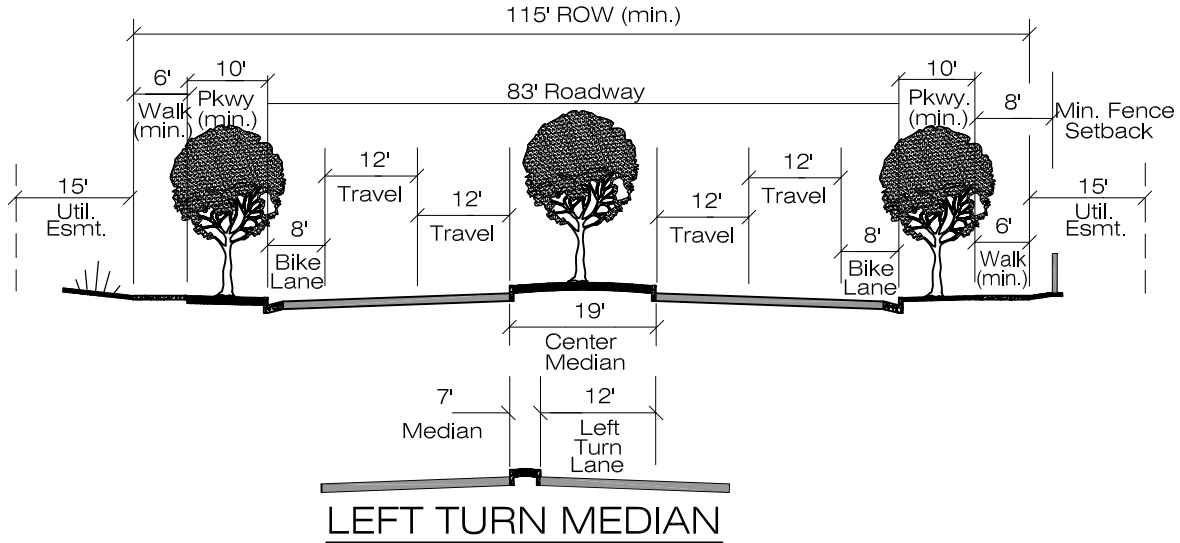 115' ROW (min.)
6'
Walk
(min.)
10'
Pkwy
(min.)
83' Roadway
10'
Pkwy.
(min.)
8'
Min. Fence
Setback
15'
Util.
Esmt.
8'
Bike
Lane
12'
Travel
12'
Travel
12'
Travel
12'
Travel
8'
Bike
Lane
6'
Walk
(min.)
15'
Util.
Esmt.
19'
Center
Median
7'
Median
12'
Left
Turn
Lane
LEFT TURN MEDIAN